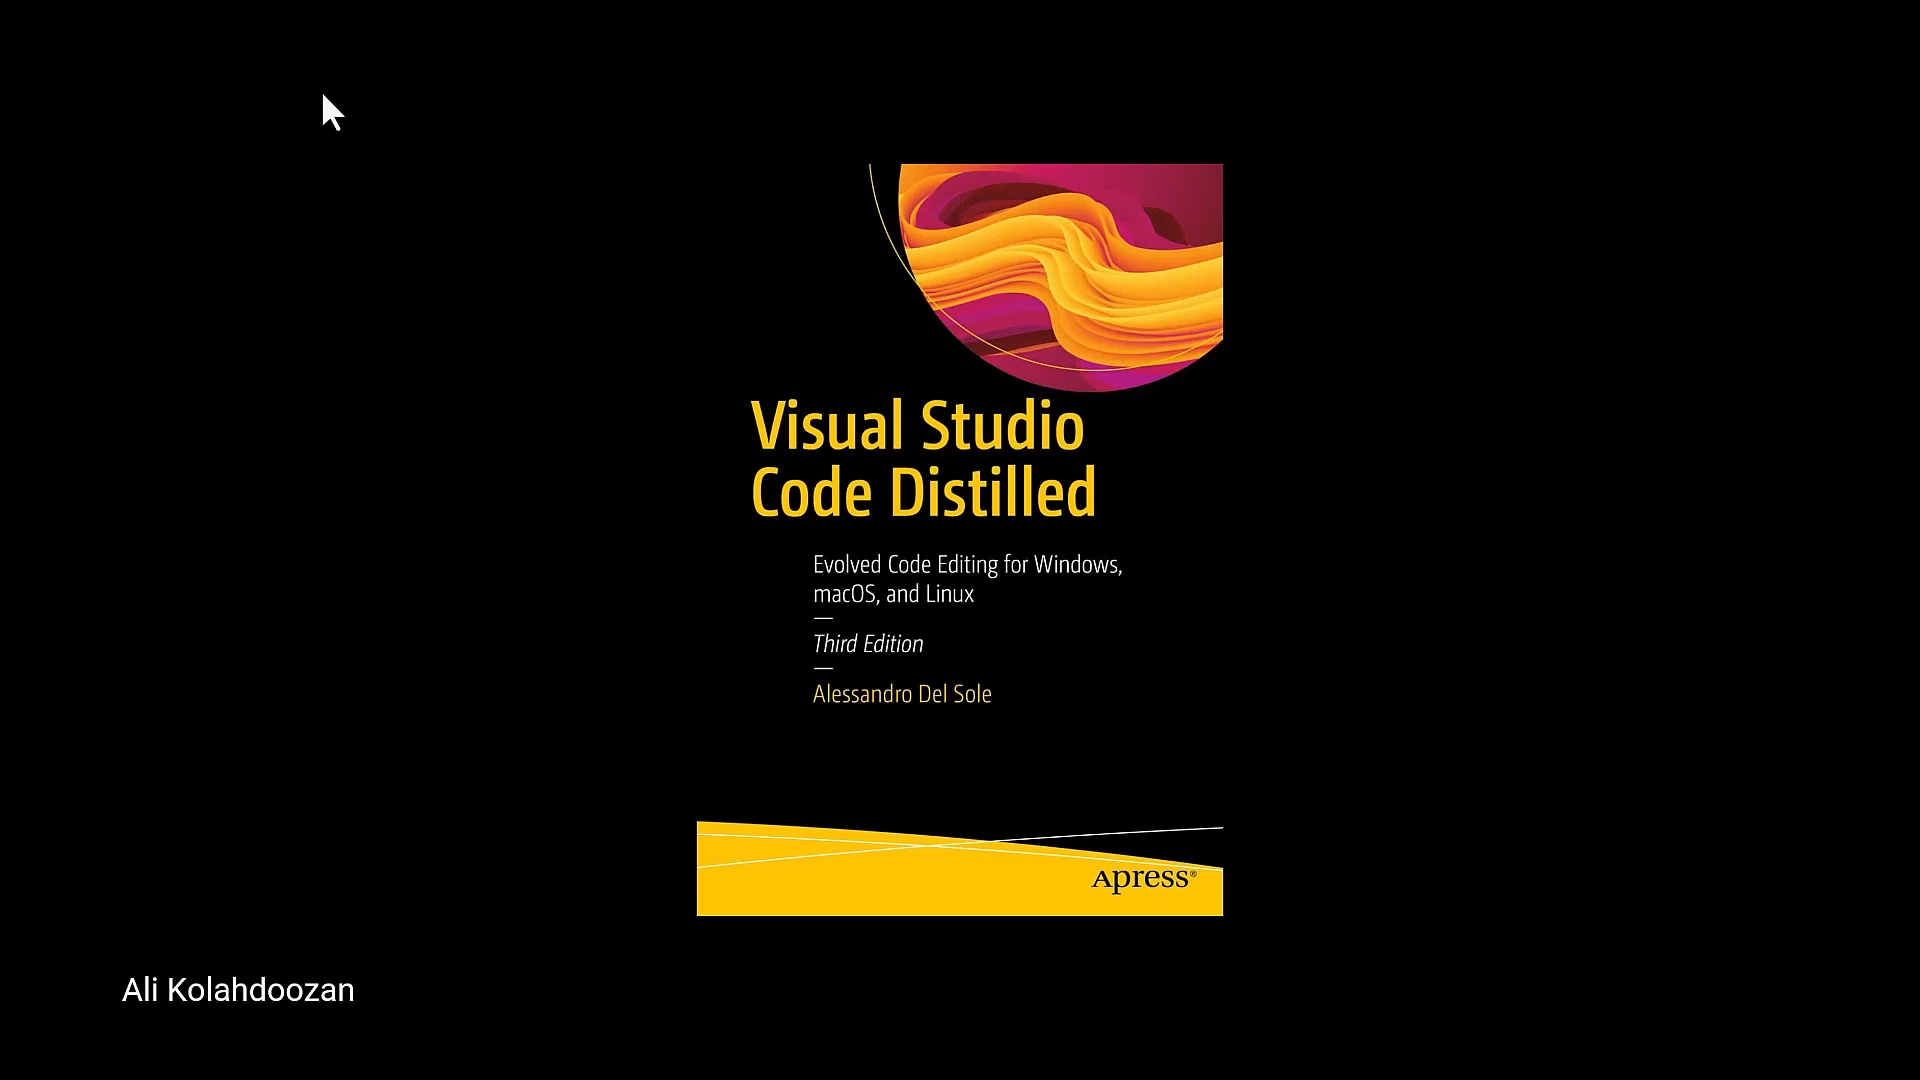 Visual Studio
Code Distilled
Evolved Code Editing for Windows,
macOS, and Linux
—
Third Edition
—
Alessandro Del Sole
Apress®
Ali Kolahdoozan